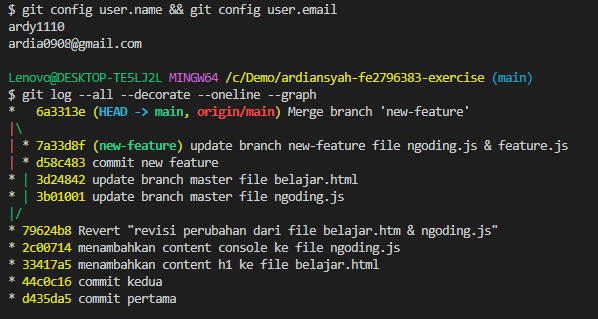 $ git config user.name && git config user.email
ardy1110
ardia0908@gmail.com
Lenovo@DESKTOP-TE5LJ2L MINGW64 /c/Demo/ardiansyah-fe2796383-exercise (main)
$ git log --all --decorate --oneline --graph
*   6a3313e (HEAD -> main, origin/main) Merge branch 'new-feature'
|\
| * 7a33d8f (new-feature) update branch new-feature file ngoding.js & feature.js
| * d58c483 commit new feature
* | 3d24842 update branch master file belajar.html
* | 3b01001 update branch master file ngoding.js
|/
* 79624b8 Revert "revisi perubahan dari file belajar.htm & ngoding.js"
* 2c00714 menambahkan content console ke file ngoding.js
* 33417a5 menambahkan content h1 ke file belajar.html
* 44c0c16 commit kedua
* d435da5 commit pertama